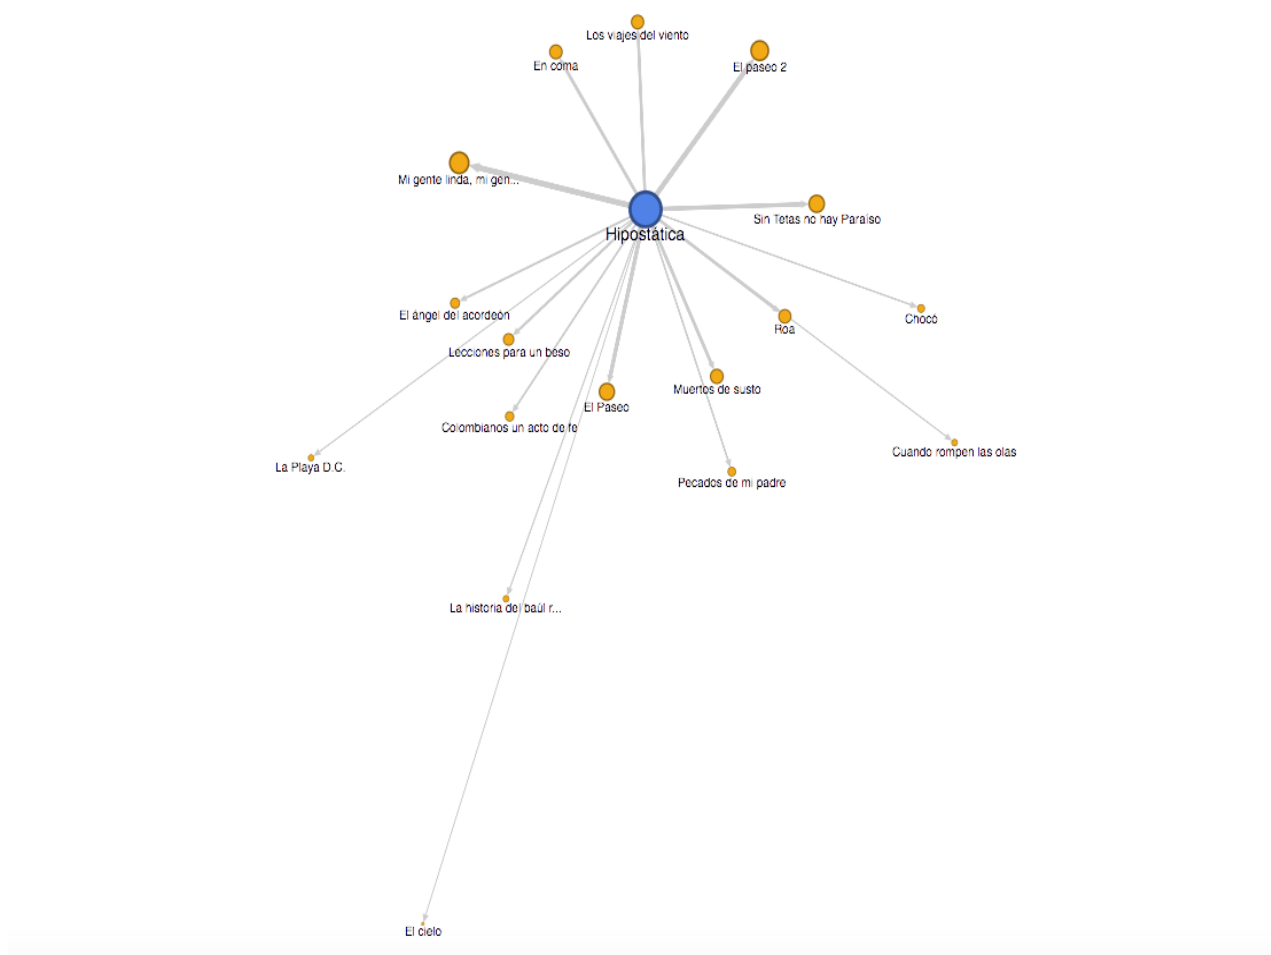 Los viajes del viento
En coma
El paseo 2
Mi gente linda, mi gen...
Sin Tetas no hay Paraíso
Hipostática
El ángel del acordeón
Chocó
Roa
Lecciones para un beso
Muertos de susto
El Paseo
Colombianos un acto de fe
Cuando rompen las olas
La Playa D.C.
Pecados de mi padre
La historia del baúl r...
El cielo